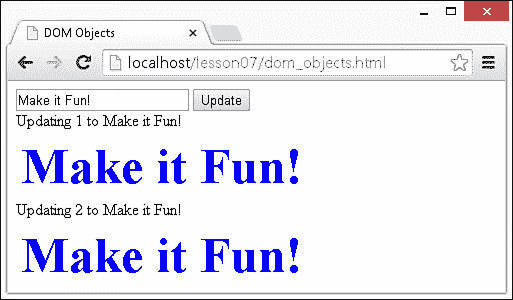 DOM Objects
localhost/lesson07/dom_objects.html
Make it Fun! Update
Updating 1 to Make it Fun!
Make it Fun!
Updating 2 to Make it Fun!
Make it Fun!